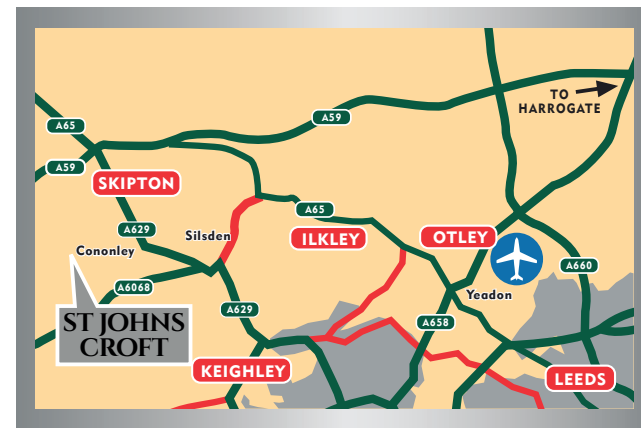 TO
HARROGATE
A65
A59
A59
SKIPTON
A629
Silsden
Cononley
A65
ILKLEY
OTLEY
A660
A6068
Yeadon
ST JOHNS
CROFT
A629
A658
KEIGHLEY
LEEDS